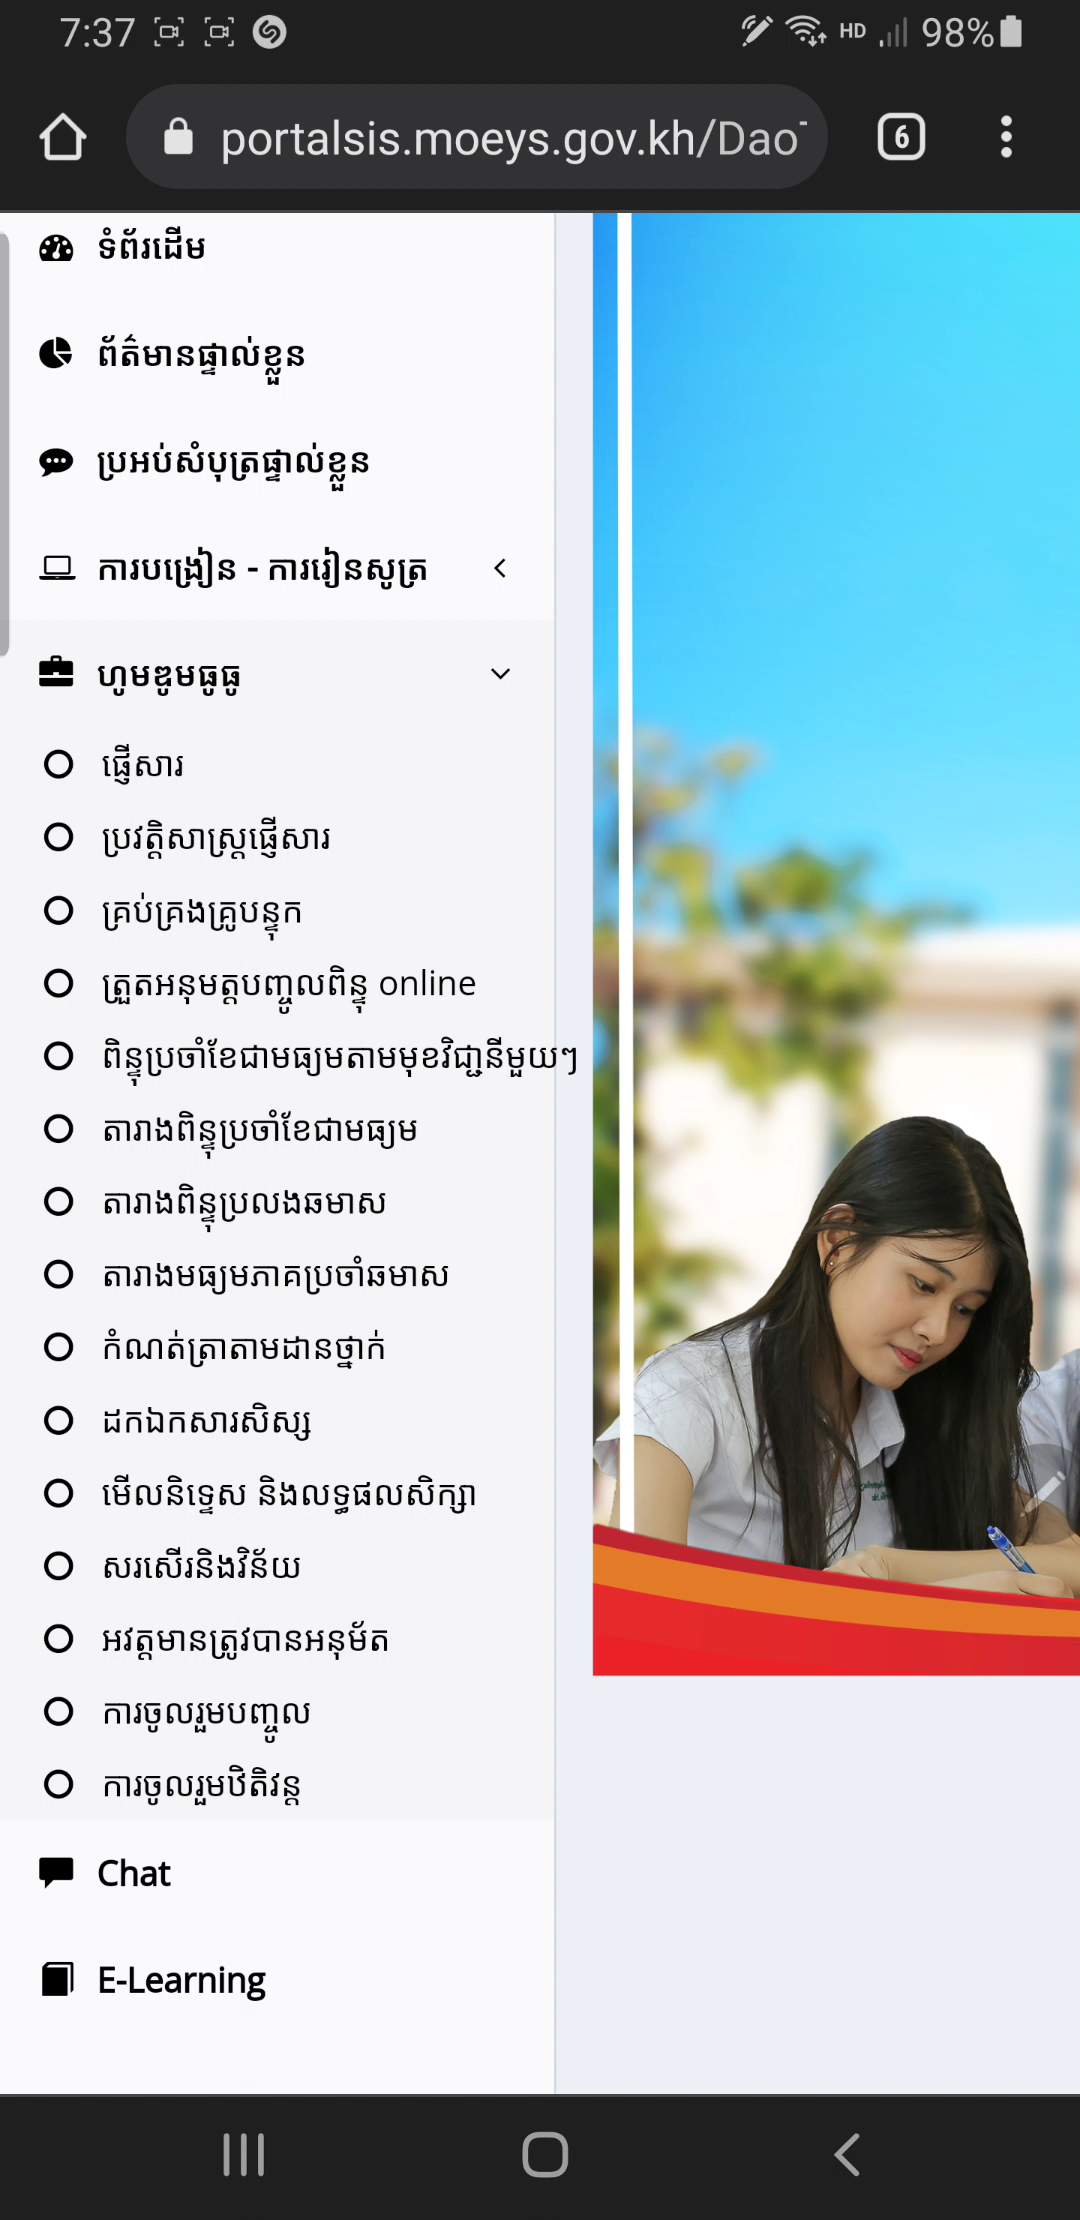 7:37
HD 98%
portalsis.moeys.gov.kh/Dao
6
ទំព័រដើម
ព័ត៌មានផ្ទាល់ខ្លួន
ប្រអប់សំបុត្រផ្ទាល់ខ្លួន
ការបង្រៀន - ការរៀនសូត្រ
ហូមឌូមធូធូ
ផ្ញើសារ
ប្រវត្តិសាស្ត្រផ្ញើសារ
គ្រប់គ្រងគ្រូបន្ទុក
ត្រួតអនុមត្តបញ្ចូលពិន្ទុ online
ពិន្ទុប្រចាំខែជាមធ្យមតាមមុខវិជ្ជានីមួយៗ
តារាងពិន្ទុប្រចាំខែជាមធ្យម
តារាងពិន្ទុប្រលងឆមាស
តារាងមធ្យមភាគប្រចាំឆមាស
កំណត់ត្រាតាមដានថ្នាក់
ដកឯកសារសិស្ស
មើលនិទ្ទេស និងលទ្ធផលសិក្សា
សរសើរនិងវិន័យ
អវត្តមានត្រូវបានអនុម័ត
ការចូលរួមបញ្ចូល
ការចូលរួមឋិតិវន្ត
Chat
E-Learning